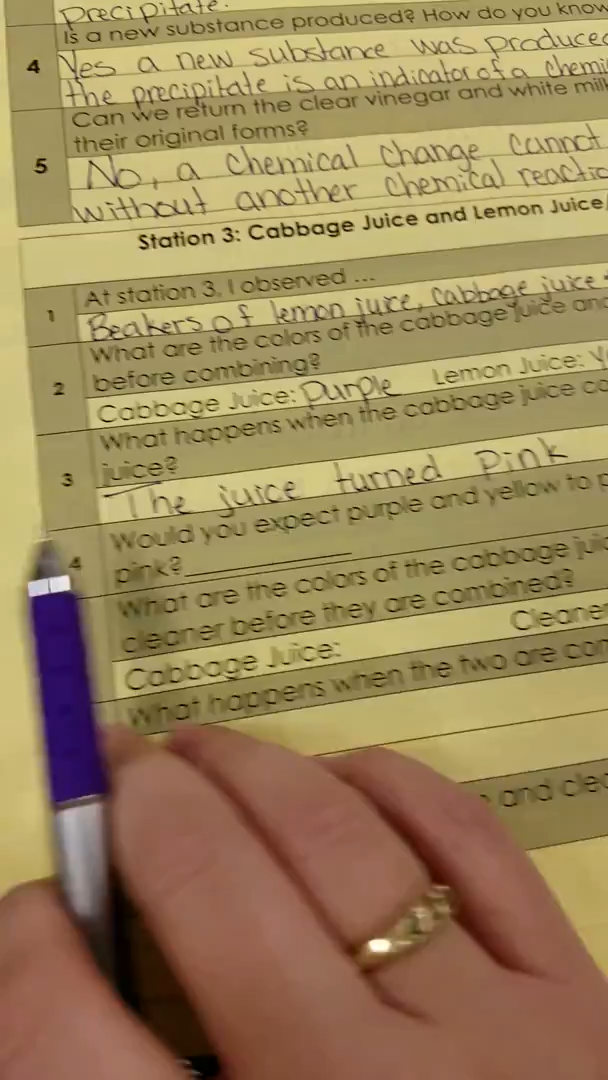 precipitate.
Is a new substance produced? How do you know
4
Yes a new substance was produced
the precipitate is an indicator of a chemi
Can we return the clear vinegar and white milk
their original forms?
5
No, a chemical change cannot
without another chemical reactio
Station 3: Cabbage Juice and Lemon Juice/
At station 3, I observed ...
1
Beakers of lemon juice, cabbage juice
What are the colors of the cabbage juice and
before combining?
2
Cabbage Juice: Purple Lemon Juice: Y
What happens when the cabbage juice co
juice?
3
The juice turned pink
Would you expect purple and yellow to p
4
pink?
What are the colors of the cabbage juic
cleaner before they are combined?
Cabbage Juice: Cleaner
What happens when the two are com
and clea